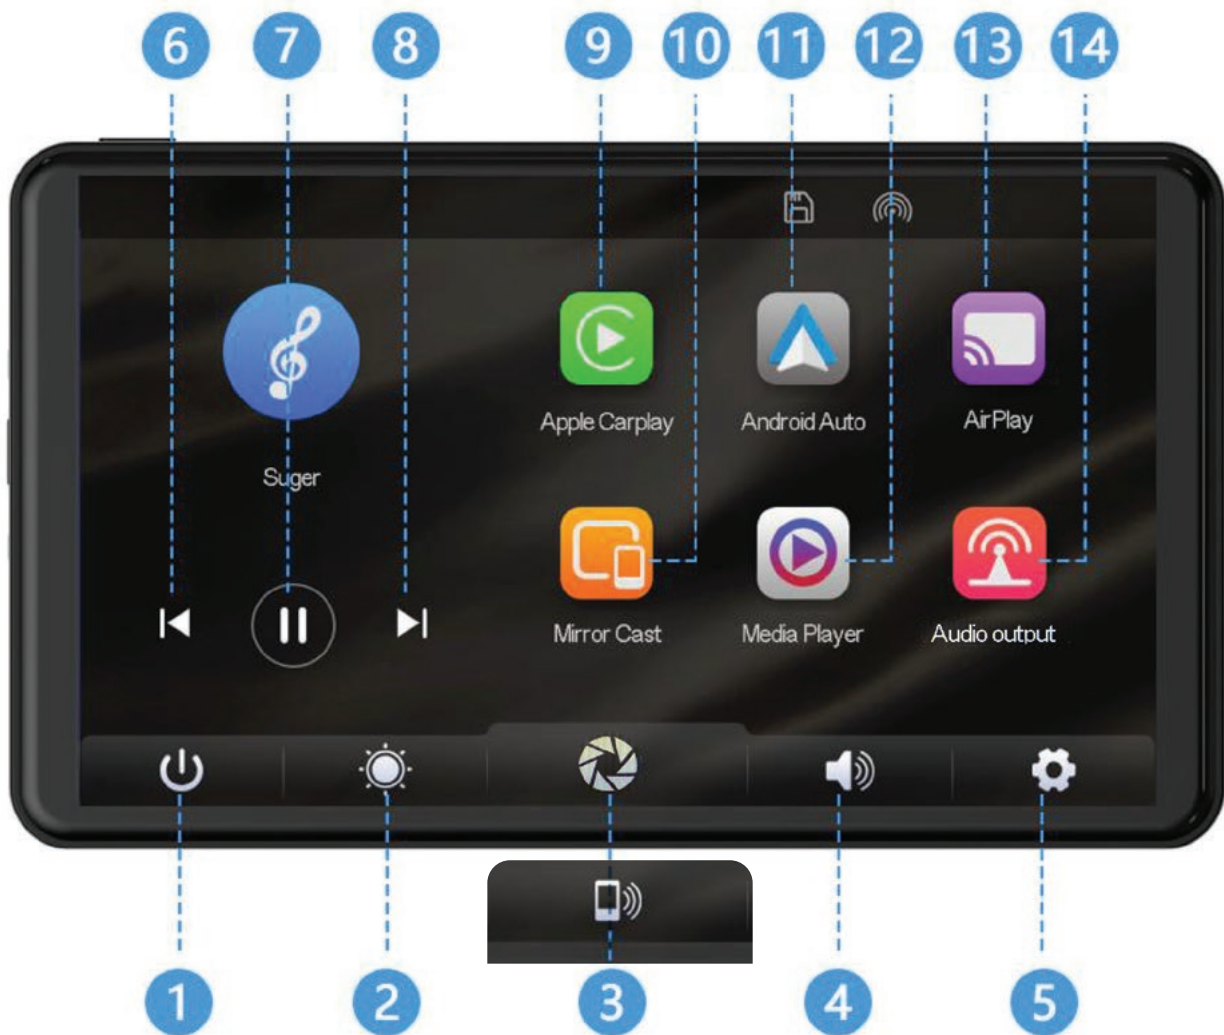 6 7 8 9 10 11 12 13 14
Apple Carplay Android Auto AirPlay
Suger
Mirror Cast Media Player Audio output
1 2 3 4 5